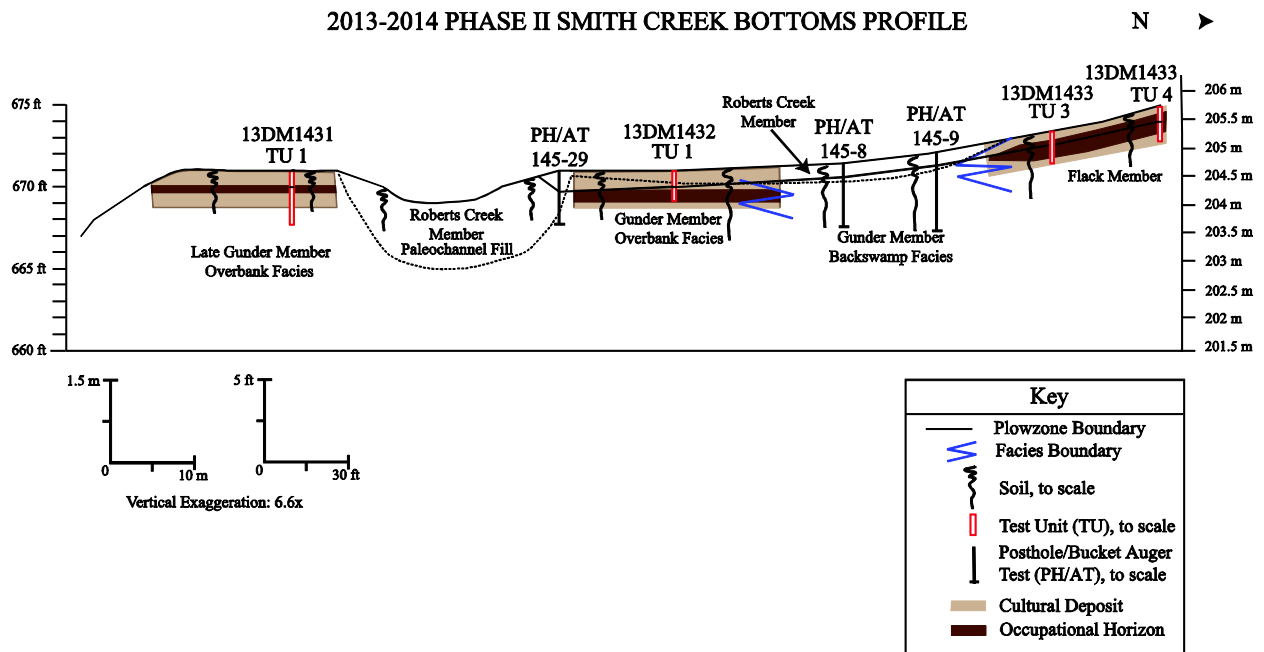 2013-2014 PHASE II SMITH CREEK BOTTOMS PROFILE
N
675 ft
670 ft
665 ft
660 ft
13DM1431
TU 1
PH/AT
145-29
13DM1432
TU 1
Roberts Creek
Member
PH/AT
145-8
PH/AT
145-9
13DM1433
TU 3
13DM1433
TU 4
206 m
205.5 m
205 m
204.5 m
204 m
203.5 m
203 m
202.5 m
202 m
201.5 m
Late Gunder Member
Overbank Facies
Roberts Creek
Member
Paleochannel Fill
Gunder Member
Overbank Facies
Gunder Member
Backswamp Facies
Flack Member
1.5 m
0
10 m
5 ft
0
30 ft
Vertical Exaggeration: 6.6x
Key
Plowzone Boundary
Facies Boundary
Soil, to scale
Test Unit (TU), to scale
Posthole/Bucket Auger
Test (PH/AT), to scale
Cultural Deposit
Occupational Horizon